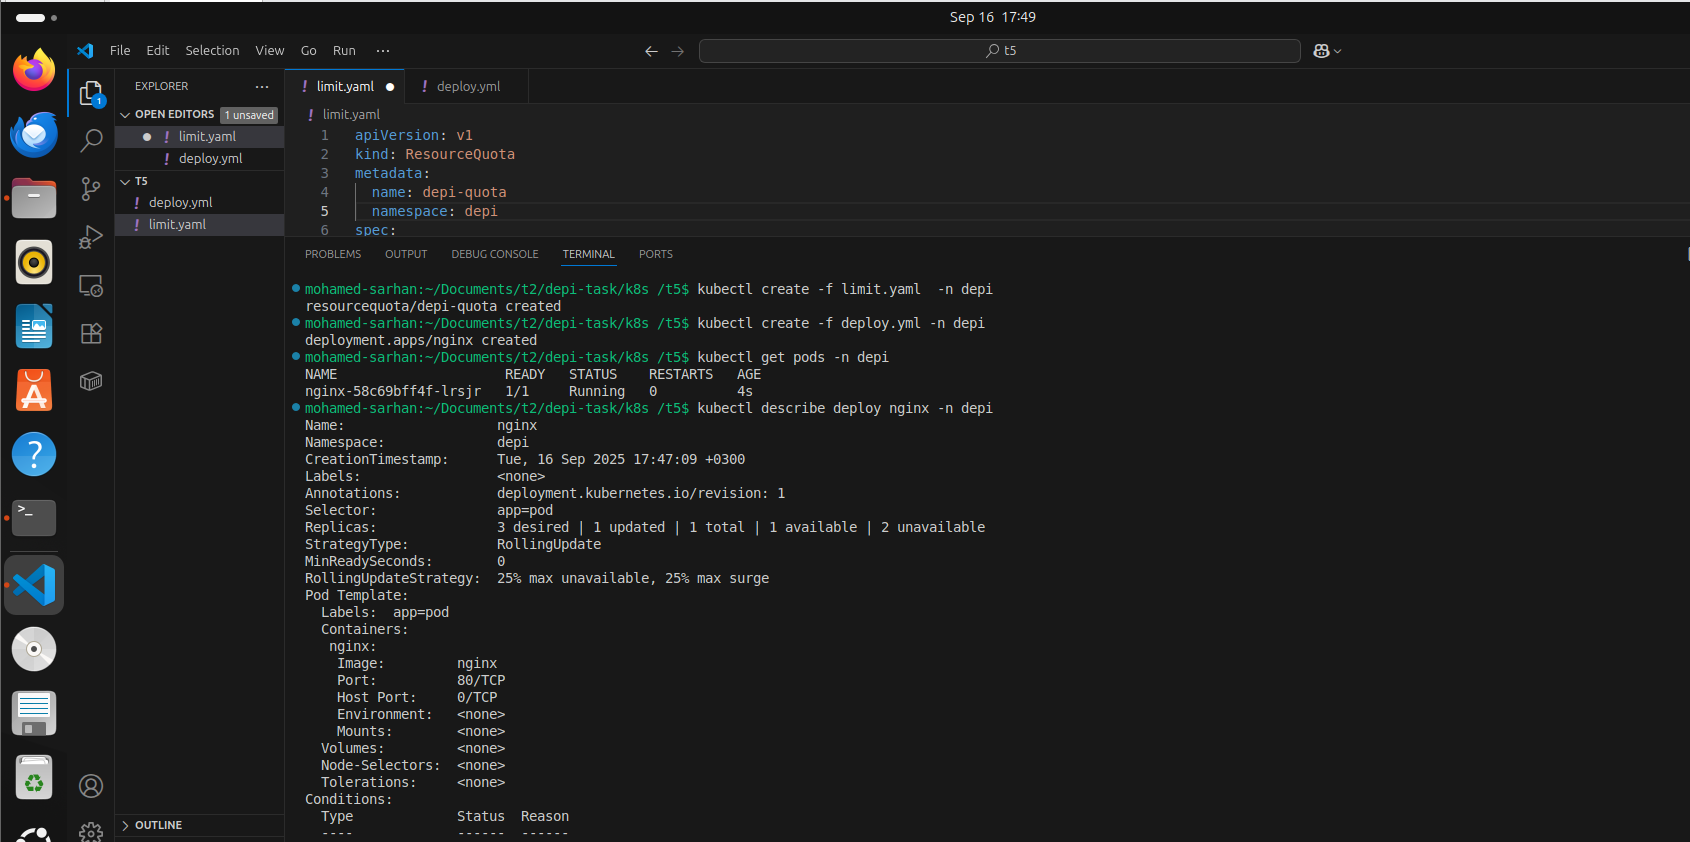 Sep 16 17:49
File Edit Selection View Go Run ···
t5
EXPLORER ···
OPEN EDITORS 1 unsaved
! limit.yaml
! deploy.yml
T5
! deploy.yml
! limit.yaml
OUTLINE
1
! limit.yaml ! deploy.yml
! limit.yaml
1 apiVersion: v1
2 kind: ResourceQuota
3 metadata:
4 name: depi-quota
5 namespace: depi
6 spec:
PROBLEMS OUTPUT DEBUG CONSOLE TERMINAL PORTS
mohamed-sarhan:~/Documents/t2/depi-task/k8s /t5$ kubectl create -f limit.yaml  -n depi
resourcequota/depi-quota created
mohamed-sarhan:~/Documents/t2/depi-task/k8s /t5$ kubectl create -f deploy.yml -n depi
deployment.apps/nginx created
mohamed-sarhan:~/Documents/t2/depi-task/k8s /t5$ kubectl get pods -n depi
NAME READY STATUS RESTARTS AGE
nginx-58c69bff4f-lrsjr 1/1 Running 0 4s
mohamed-sarhan:~/Documents/t2/depi-task/k8s /t5$ kubectl describe deploy nginx -n depi
Name: nginx
Namespace: depi
CreationTimestamp: Tue, 16 Sep 2025 17:47:09 +0300
Labels: <none>
Annotations: deployment.kubernetes.io/revision: 1
Selector: app=pod
Replicas: 3 desired | 1 updated | 1 total | 1 available | 2 unavailable
StrategyType: RollingUpdate
MinReadySeconds: 0
RollingUpdateStrategy: 25% max unavailable, 25% max surge
Pod Template:
Labels: app=pod
Containers:
nginx:
Image: nginx
Port: 80/TCP
Host Port: 0/TCP
Environment: <none>
Mounts: <none>
Volumes: <none>
Node-Selectors: <none>
Tolerations: <none>
Conditions:
Type Status Reason
---- ------ ------